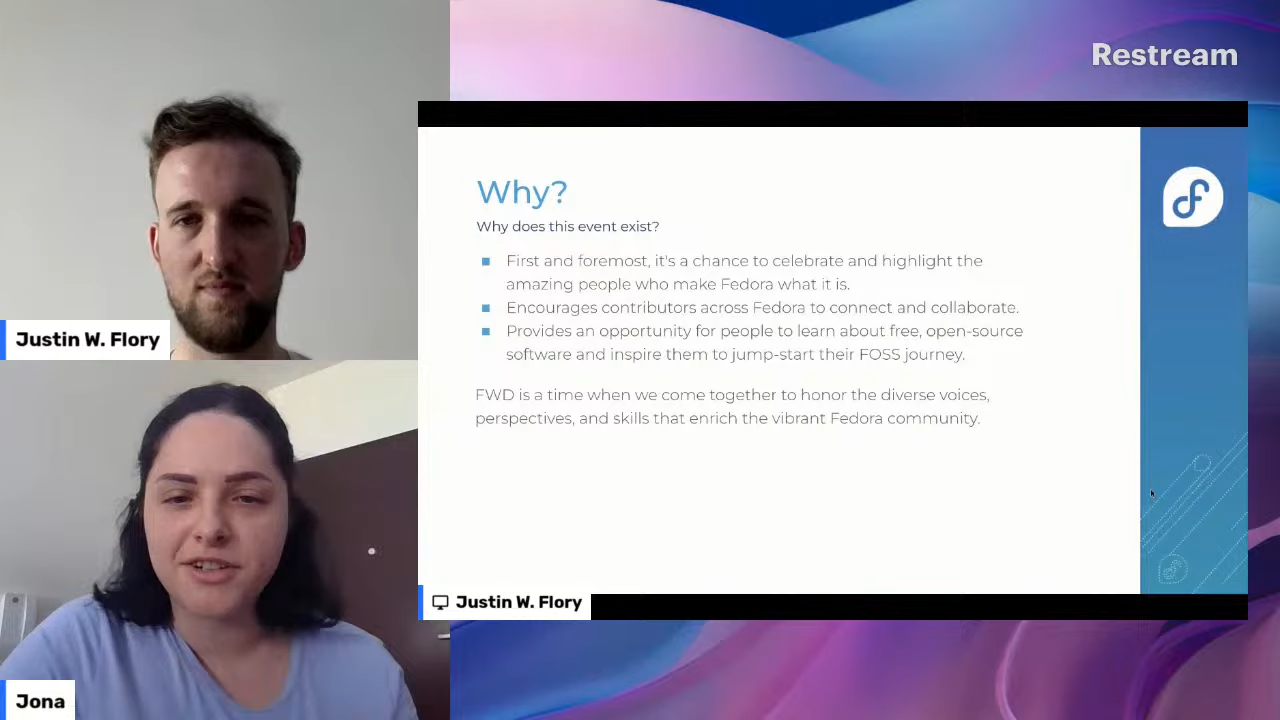 Restream
Why?
Why does this event exist?
First and foremost, it's a chance to celebrate and highlight the
amazing people who make Fedora what it is.
Encourages contributors across Fedora to connect and collaborate.
Provides an opportunity for people to learn about free, open-source
software and inspire them to jump-start their FOSS journey.
FWD is a time when we come together to honor the diverse voices,
perspectives, and skills that enrich the vibrant Fedora community.
Justin W. Flory
Justin W. Flory
Jona